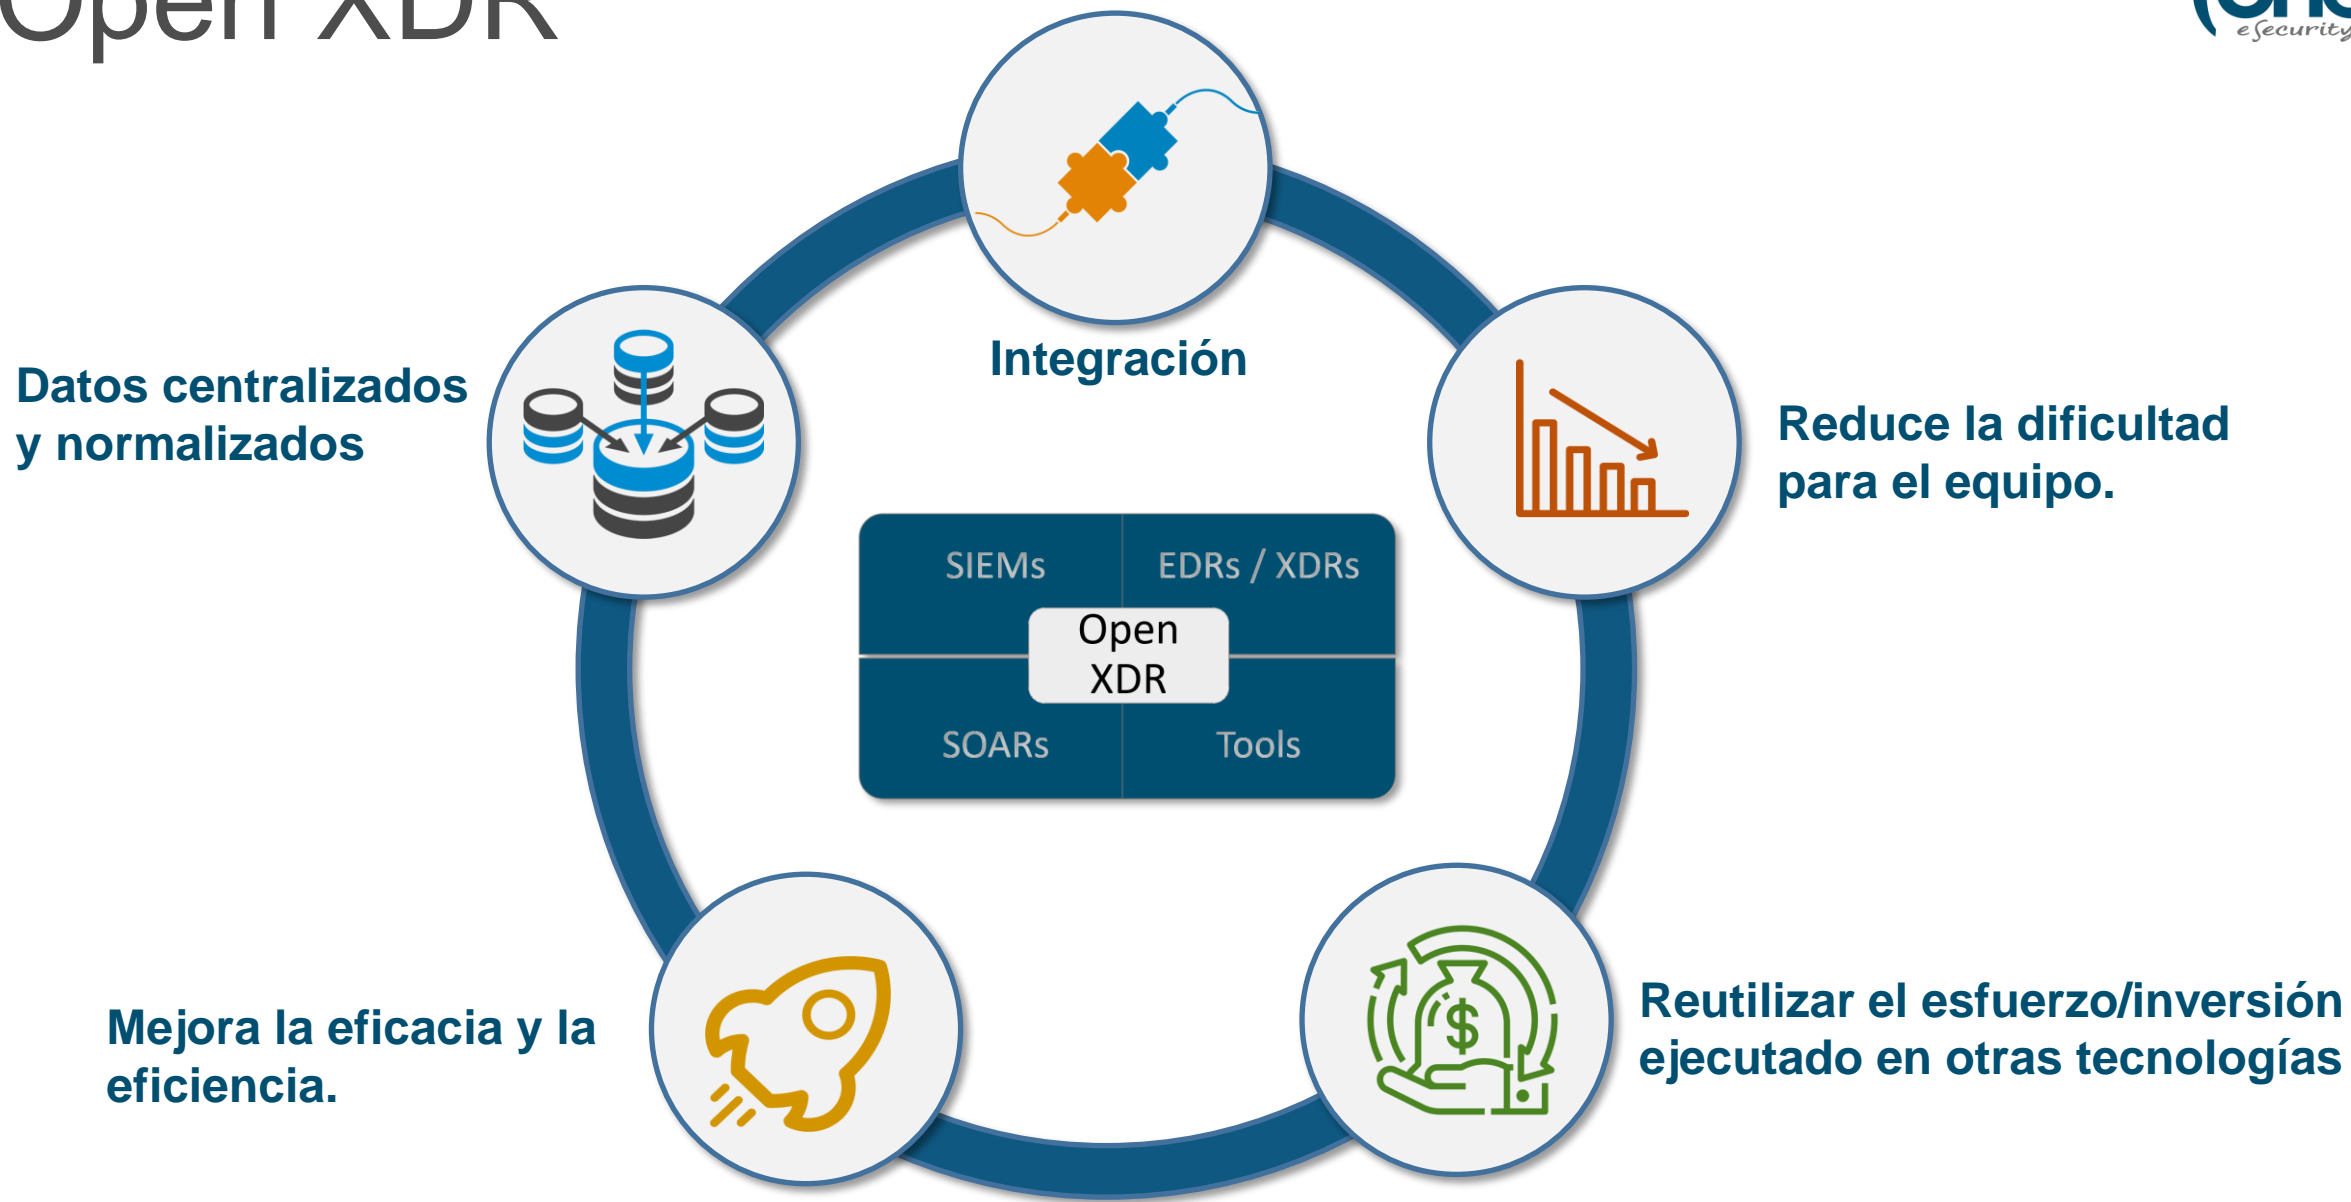 Open XDR
eSecurity
Integración
Datos centralizados
y normalizados
Reduce la dificultad
para el equipo.
SIEMs
EDRs / XDRs
Open
XDR
SOARs
Tools
$
Mejora la eficacia y la
eficiencia.
Reutilizar el esfuerzo/inversión
ejecutado en otras tecnologías